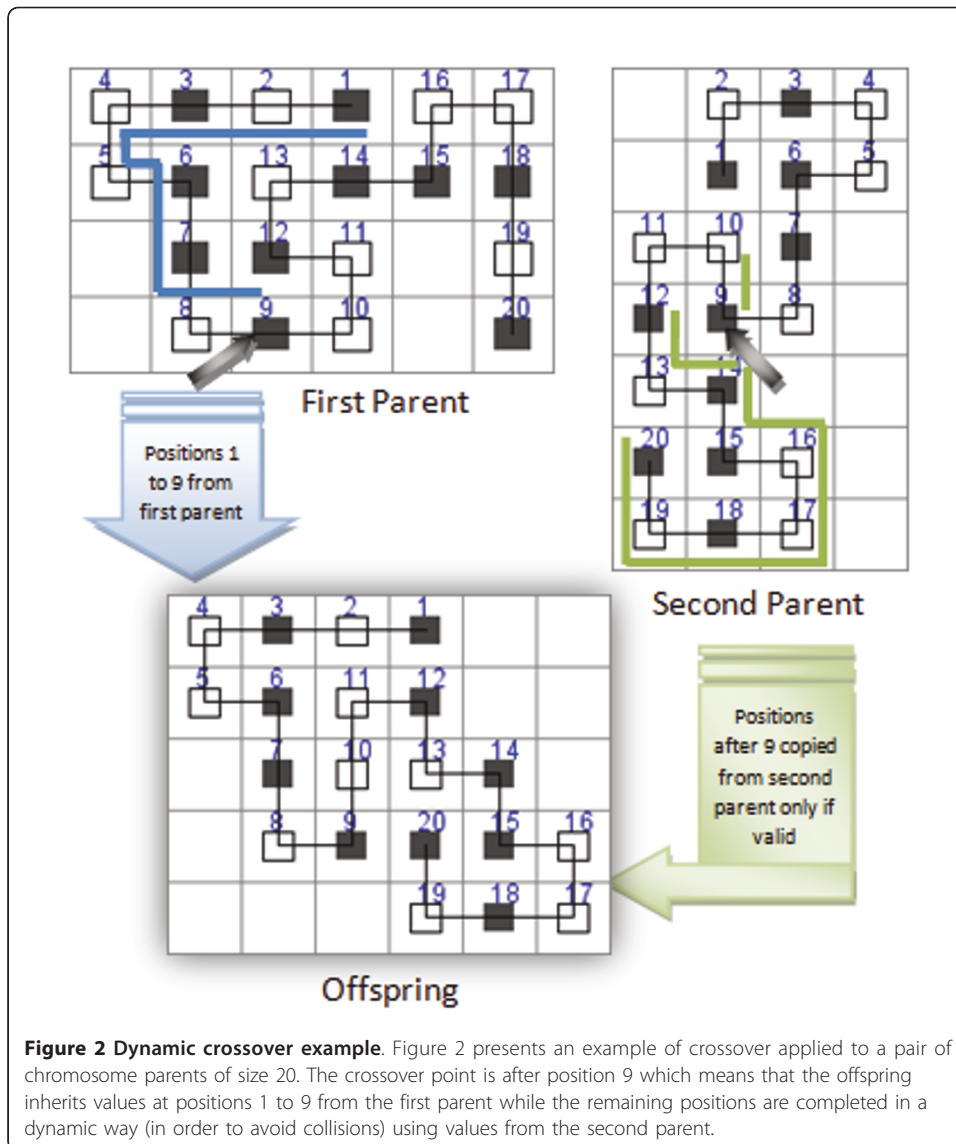 4 3 2 1 16 17
5 6 13 14 15 18
7 12 11 19
8 9 10 20
First Parent
2 3 4
1 6 5
11 10 7
12 9 8
13 14
20 15 16
19 18 17
Second Parent
Positions 1
to 9 from
first parent
4 3 2 1
5 6 11 12
7 10 13 14
8 9 20 15 16
19 18 17
Offspring
Positions
after 9 copied
from second
parent only if
valid
Figure 2 Dynamic crossover example. Figure 2 presents an example of crossover applied to a pair of
chromosome parents of size 20. The crossover point is after position 9 which means that the offspring
inherits values at positions 1 to 9 from the first parent while the remaining positions are completed in a
dynamic way (in order to avoid collisions) using values from the second parent.